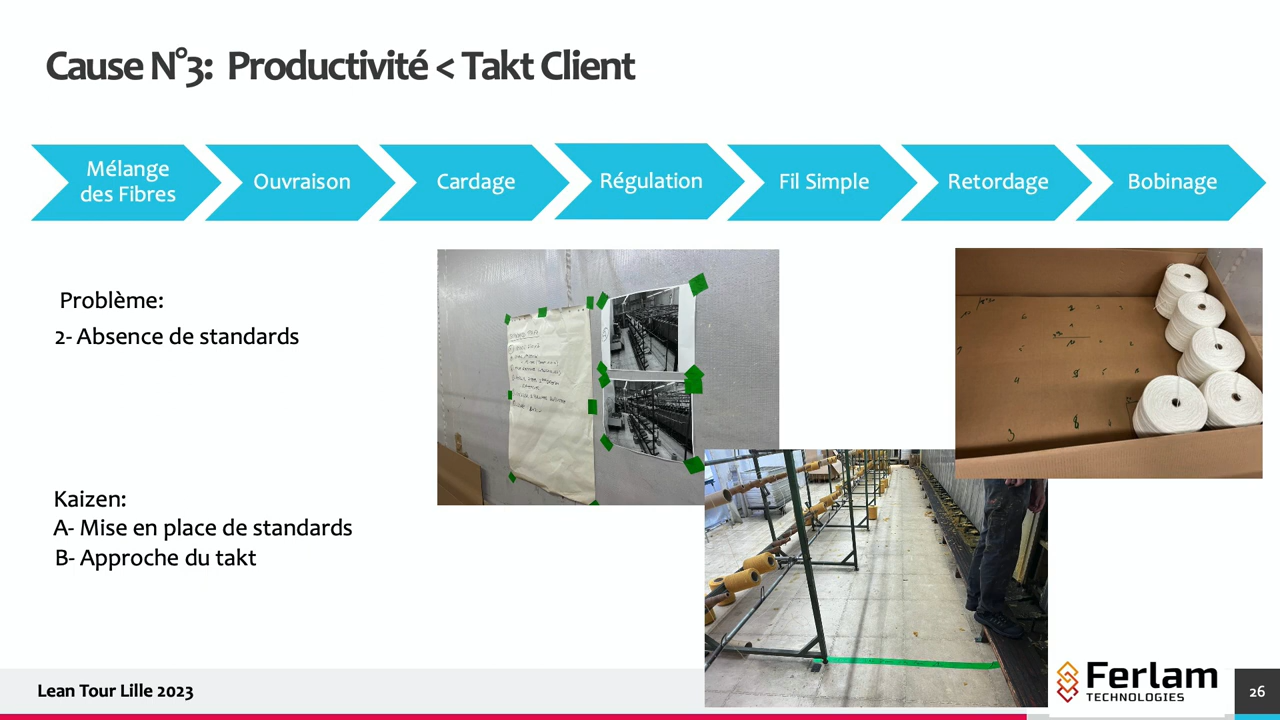 Cause N°3: Productivité < Takt Client
Mélange
des Fibres
Ouvraison
Cardage
Régulation
Fil Simple
Retordage
Bobinage
Problème:
2- Absence de standards
Kaizen:
A- Mise en place de standards
B- Approche du takt
Lean Tour Lille 2023
Ferlam
TECHNOLOGIES
26